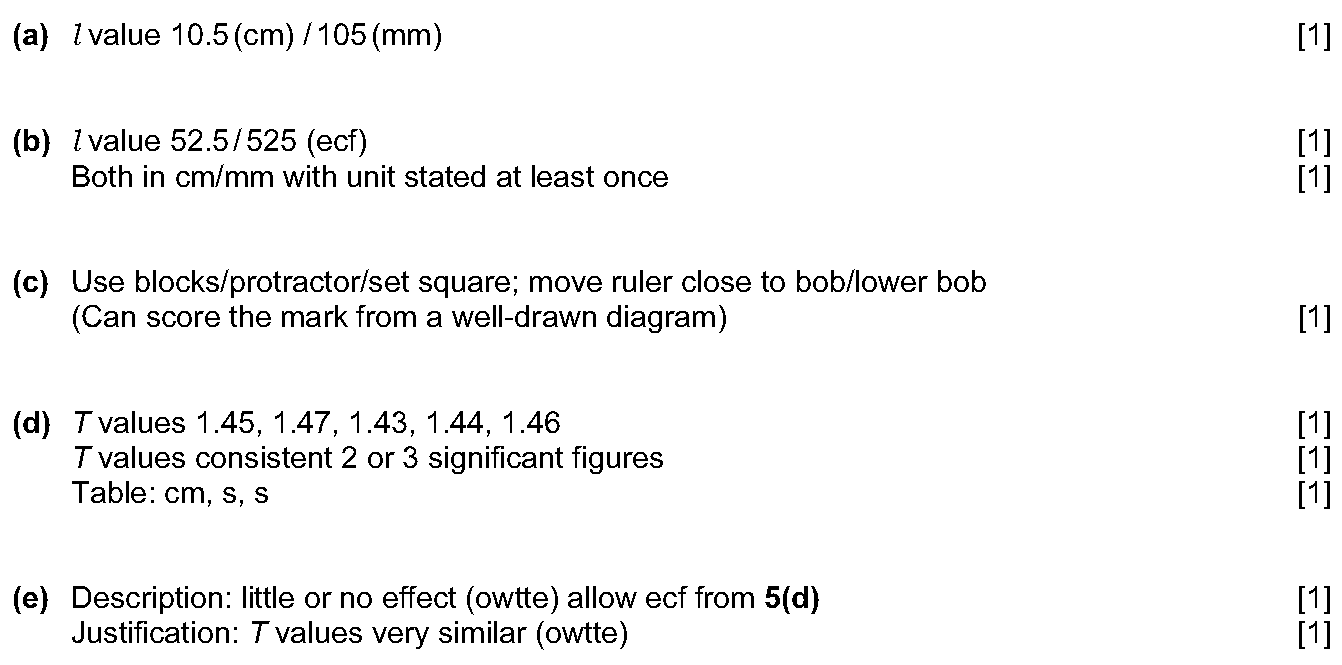 (a) l value 10.5 (cm) / 105 (mm) [1]
(b) l value 52.5 / 525 (ecf) [1]
Both in cm/mm with unit stated at least once [1]
(c) Use blocks/protractor/set square; move ruler close to bob/lower bob
(Can score the mark from a well-drawn diagram) [1]
(d) T values 1.45, 1.47, 1.43, 1.44, 1.46 [1]
T values consistent 2 or 3 significant figures [1]
Table: cm, s, s [1]
(e) Description: little or no effect (owtte) allow ecf from 5(d) [1]
Justification: T values very similar (owtte) [1]